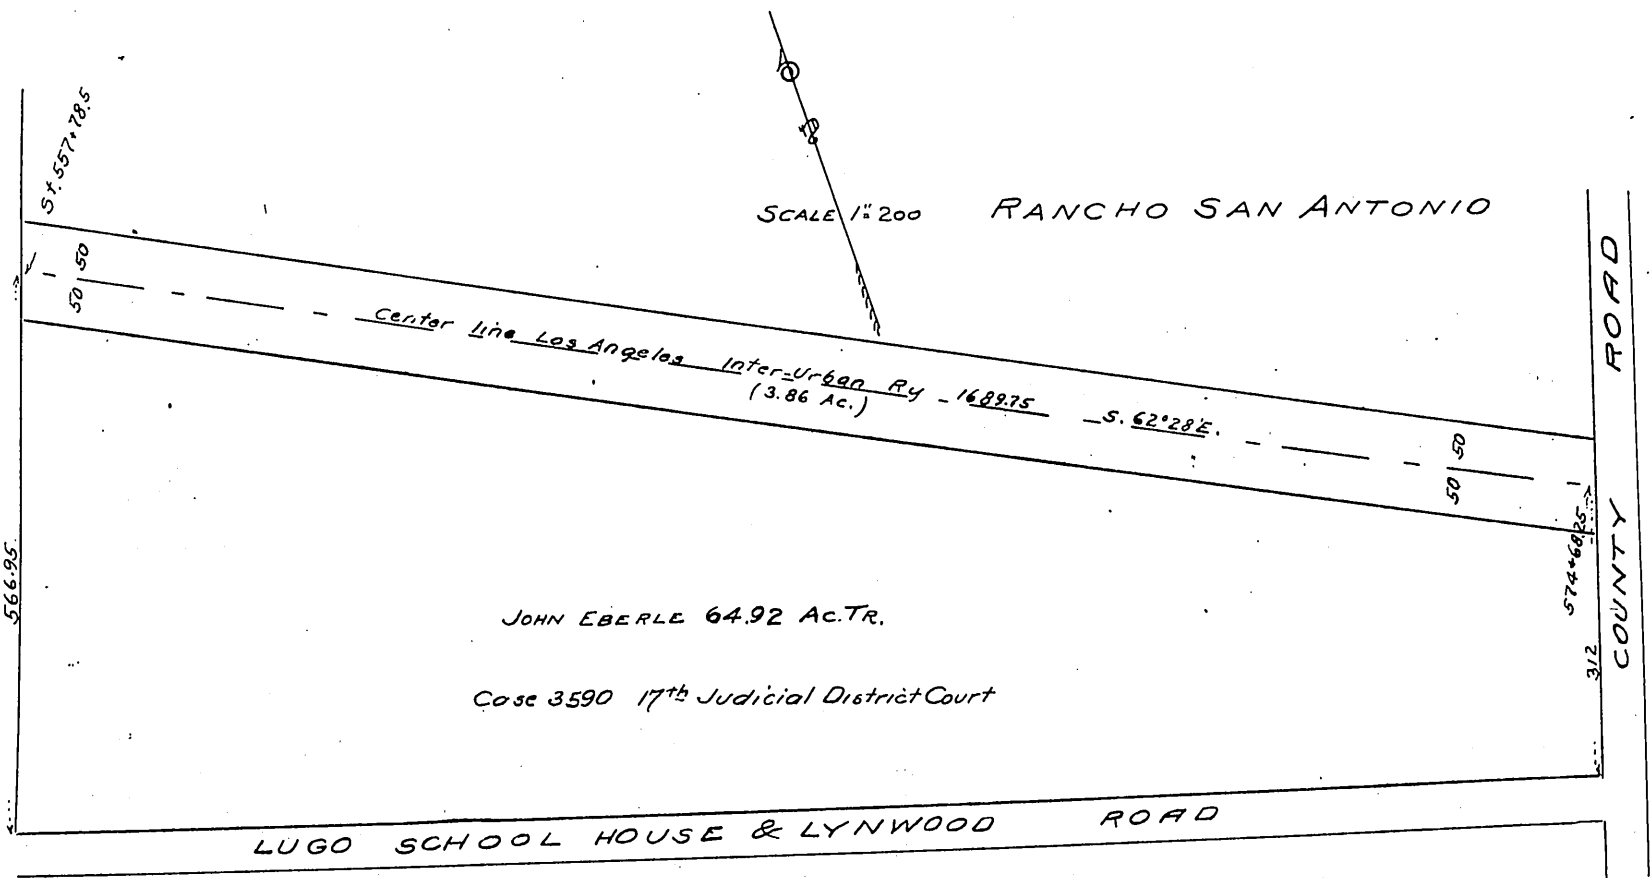 St. 557+78.5
SCALE 1"=200
RANCHO SAN ANTONIO
50
50
Center line Los Angeles Inter-Urban Ry - 1689.75 S. 62°28'E.
(3.86 Ac.)
50
50
COUNTY ROAD
566.95
574+68.25
312
JOHN EBERLE 64.92 AC. TR.
Case 3590 17th Judicial District Court
LUGO SCHOOL HOUSE & LYNWOOD ROAD